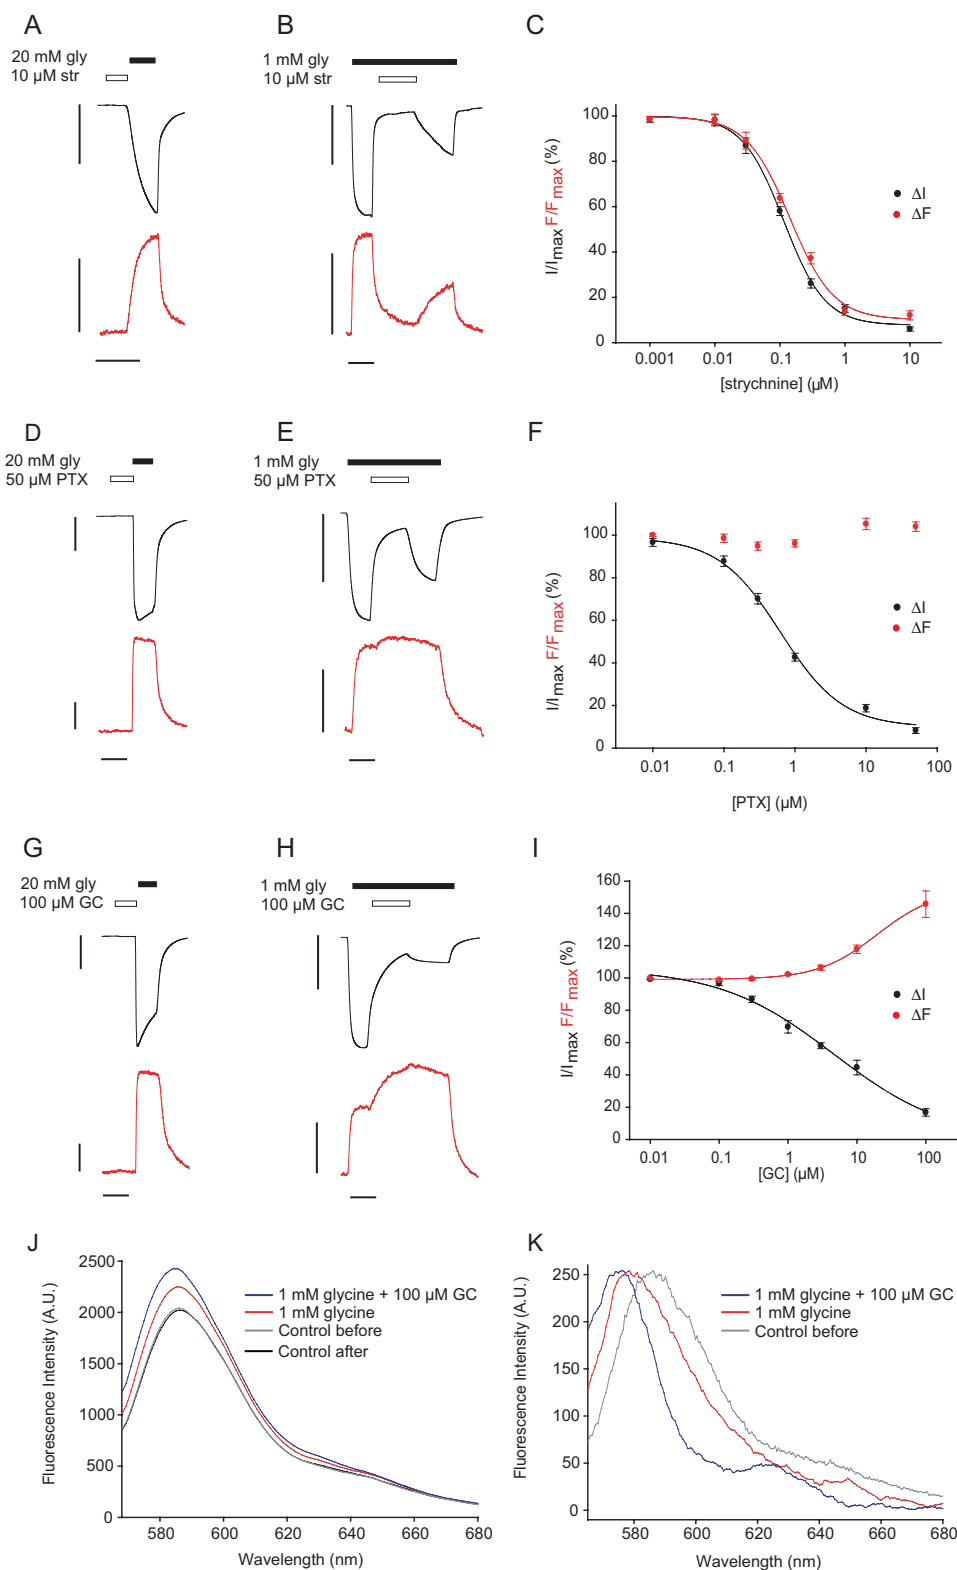 A
20 mM gly
10 µM str
B
1 mM gly
10 µM str
C
I/Imax F/Fmax (%)
100
80
60
40
20
0
ΔI
ΔF
0.001
0.01
0.1
1
10
[strychnine] (µM)
D
20 mM gly
50 µM PTX
E
1 mM gly
50 µM PTX
F
I/Imax F/Fmax (%)
100
80
60
40
20
0
ΔI
ΔF
0.01
0.1
1
10
100
[PTX] (µM)
G
20 mM gly
100 µM GC
H
1 mM gly
100 µM GC
I
I/Imax F/Fmax (%)
160
140
120
100
80
60
40
20
0
ΔI
ΔF
0.01
0.1
1
10
100
[GC] (µM)
J
Fluorescence Intensity (A.U.)
2500
2000
1500
1000
500
0
1 mM glycine + 100 µM GC
1 mM glycine
Control before
Control after
580
600
620
640
660
680
Wavelength (nm)
K
Fluorescence Intensity (A.U.)
250
200
150
100
50
0
1 mM glycine + 100 µM GC
1 mM glycine
Control before
580
600
620
640
660
680
Wavelength (nm)